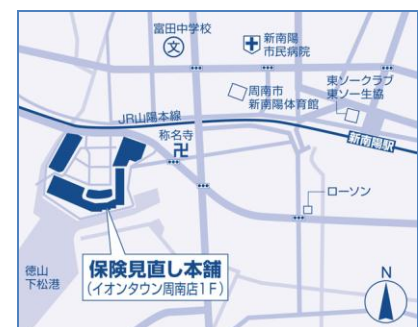 富田中学校
文
新南陽
市民病院
周南市
新南陽体育館
東ソークラブ
東ソー生協
JR山陽本線
称名寺
新南陽駅
ローソン
徳山
下松港
保険見直し本舗
(イオンタウン周南店1F)
N